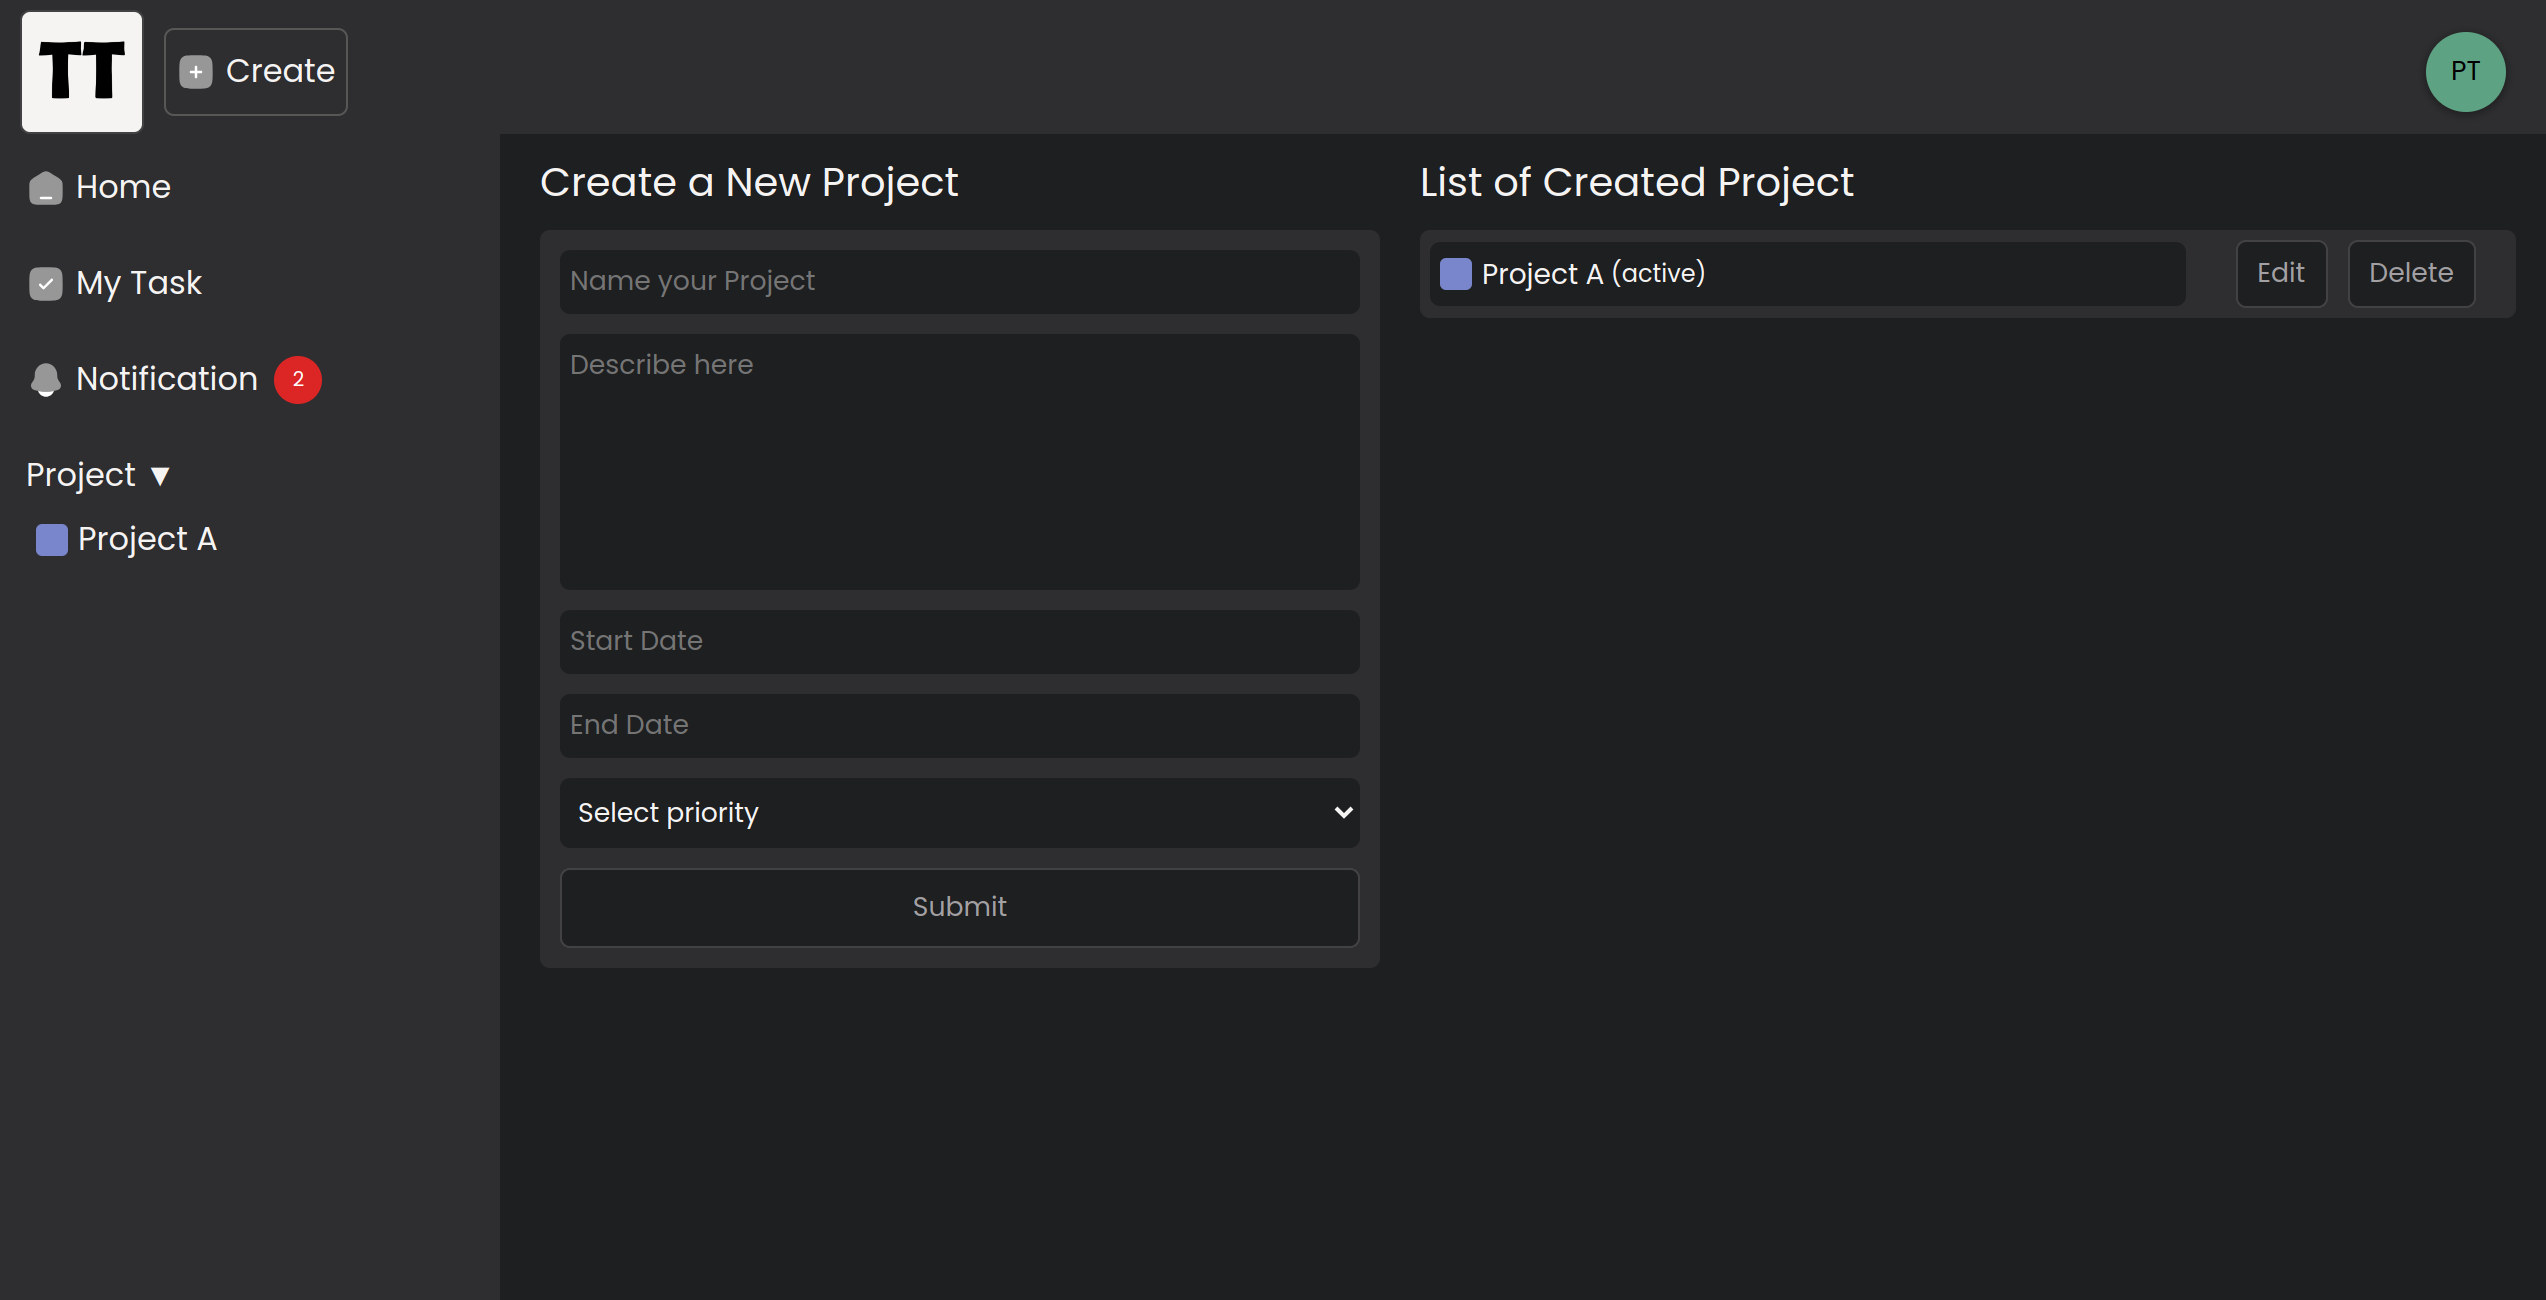 TT
Create
PT
Home
My Task
Notification 2
Project ▼
Project A
Create a New Project
Name your Project
Describe here
Start Date
End Date
Select priority
Submit
List of Created Project
Project A (active)
Edit
Delete